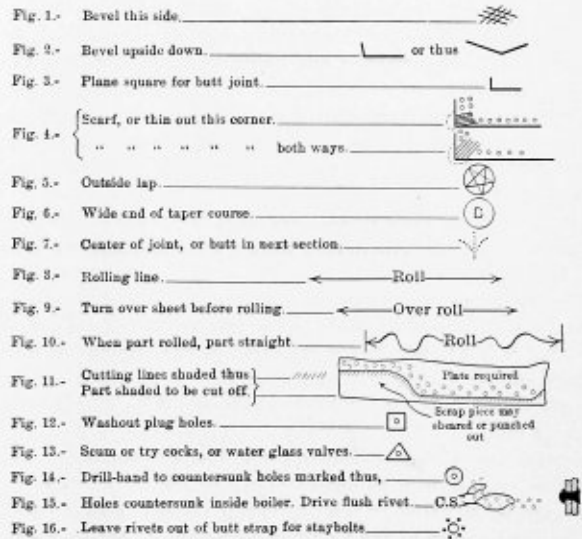 Fig. 1.- Bevel this side.
Fig. 2.- Bevel upside down. or thus
Fig. 3.- Plane square for butt joint.
Fig. 4.- Scarf, or thin out this corner.
" " " " " " both ways.
Fig. 5.- Outside lap.
Fig. 6.- Wide end of taper course.
Fig. 7.- Center of joint, or butt in next section.
Fig. 8.- Rolling line. Roll
Fig. 9.- Turn over sheet before rolling. Over roll
Fig. 10.- When part rolled, part straight. Roll
Fig. 11.- Cutting lines shaded thus
Part shaded to be cut off.
Plate required
Scrap piece may
sheared or punched
out
Fig. 12.- Washout plug holes.
Fig. 13.- Scum or try cocks, or water glass valves.
Fig. 14.- Drill-hand to countersunk holes marked thus,
Fig. 15.- Holes countersunk inside boiler. Drive flush rivet. C.S.
Fig. 16.- Leave rivets out of butt strap for staybolts